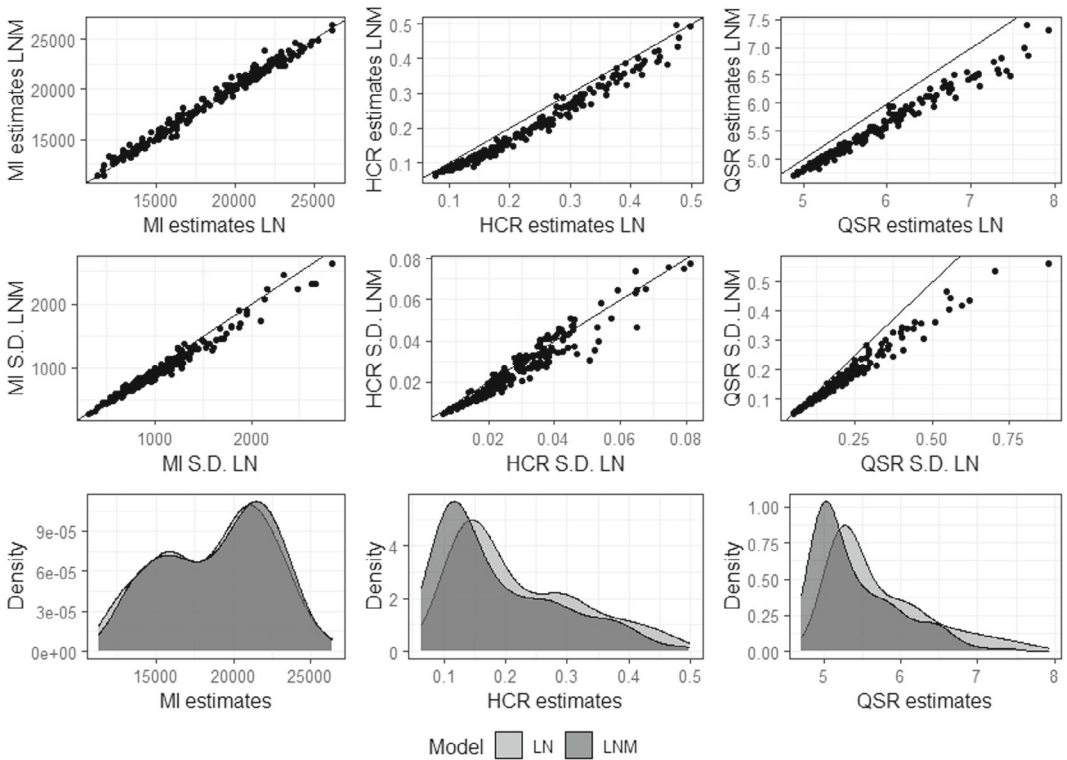 MI estimates LNM
25000
20000
15000
15000 20000 25000
MI estimates LN
HCR estimates LNM
0.5
0.4
0.3
0.2
0.1
0.1 0.2 0.3 0.4 0.5
HCR estimates LN
QSR estimates LNM
7.5
7.0
6.5
6.0
5.5
5.0
5 6 7 8
QSR estimates LN
MI S.D. LNM
2000
1000
1000 2000
MI S.D. LN
HCR S.D. LNM
0.08
0.06
0.04
0.02
0.02 0.04 0.06 0.08
HCR S.D. LN
QSR S.D. LNM
0.5
0.4
0.3
0.2
0.1
0.25 0.50 0.75
QSR S.D. LN
Density
9e-05
6e-05
3e-05
0e+00
15000 20000 25000
MI estimates
Density
4
2
0
0.1 0.2 0.3 0.4 0.5
HCR estimates
Density
1.00
0.75
0.50
0.25
0.00
5 6 7 8
QSR estimates
Model LN LNM